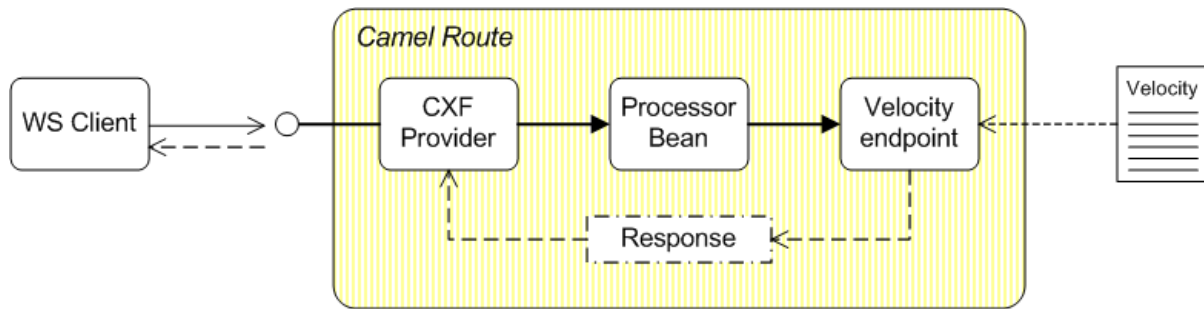 Camel Route
WS Client
CXF
Provider
Processor
Bean
Velocity
endpoint
Velocity
Response